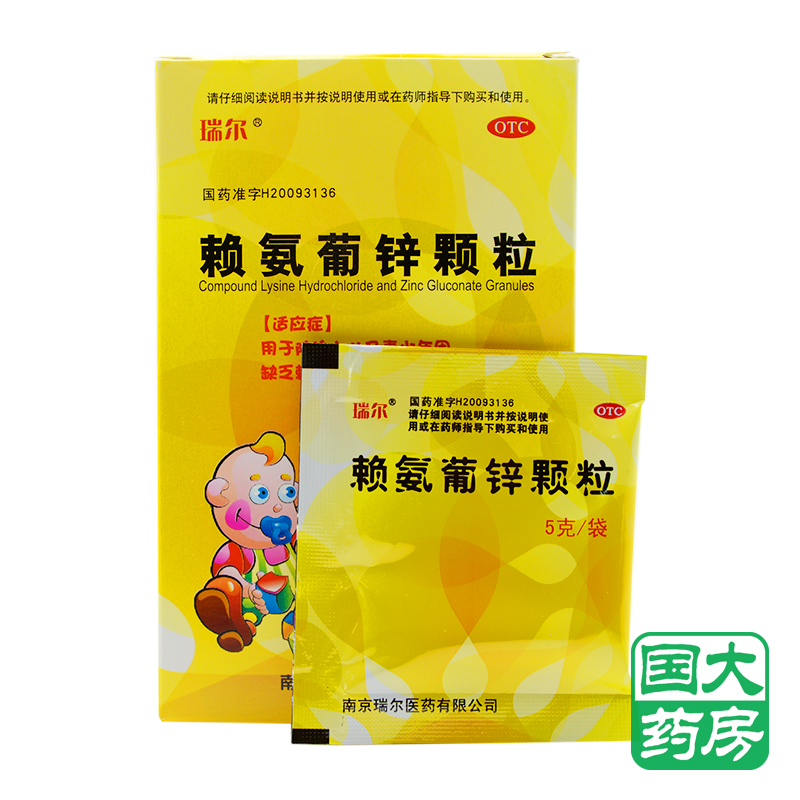 请仔细阅读说明书并按说明使用或在药师指导下购买和使用。
瑞尔®
OTC
国药准字H20093136
赖氨葡锌颗粒
Compound Lysine Hydrochloride and Zinc Gluconate Granules
【适应症】
用于
缺乏
南
瑞尔®
国药准字H20093136
请仔细阅读说明书并按说明使
用或在药师指导下购买和使用
OTC
赖氨葡锌颗粒
5克/袋
南京瑞尔医药有限公司
国大
药房